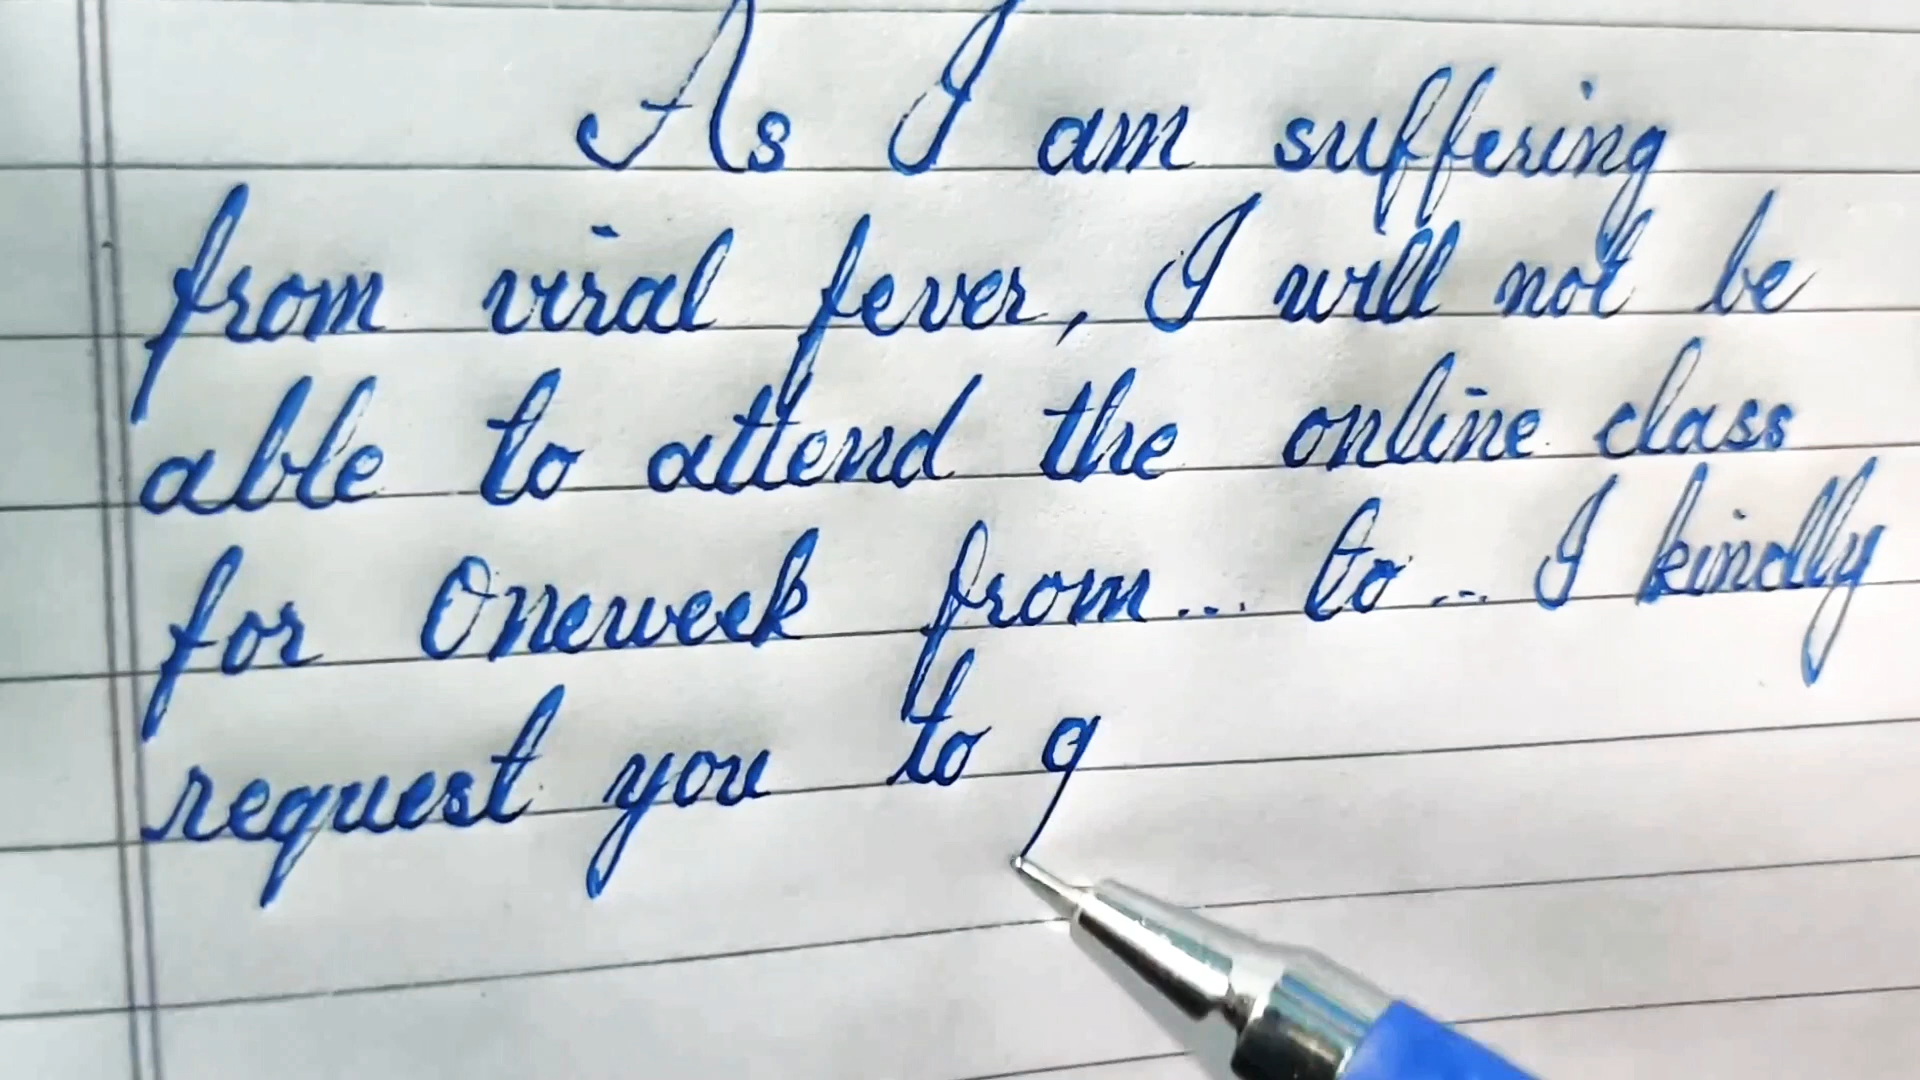 As I am suffering
from viral fever, I will not be
able to attend the online class
for Oneweek from... to... I kindly
request you to g